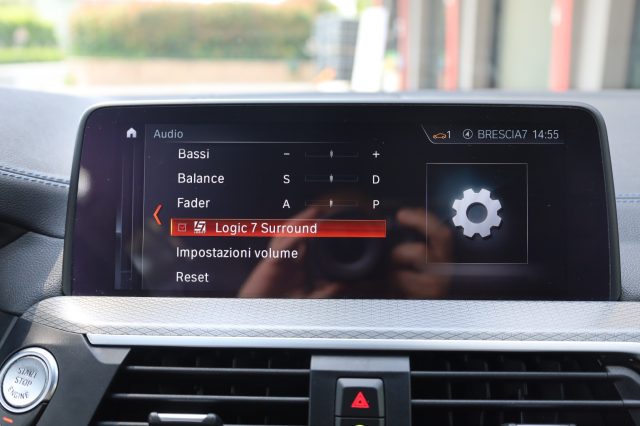 Audio
1 BRESCIA7 14:55
Bassi - +
Balance S D
Fader A P
Logic 7 Surround
Impostazioni volume
Reset
START
STOP
ENGINE